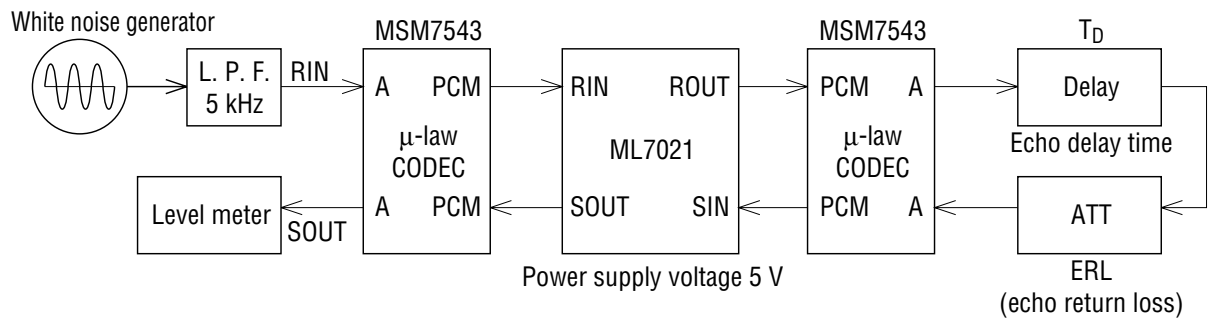 White noise generator
L. P. F.
5 kHz
RIN
MSM7543
A PCM
μ-law
CODEC
A PCM
RIN ROUT
ML7021
SOUT SIN
Power supply voltage 5 V
MSM7543
PCM A
μ-law
CODEC
PCM A
TD
Delay
Echo delay time
ATT
ERL
(echo return loss)
Level meter
SOUT